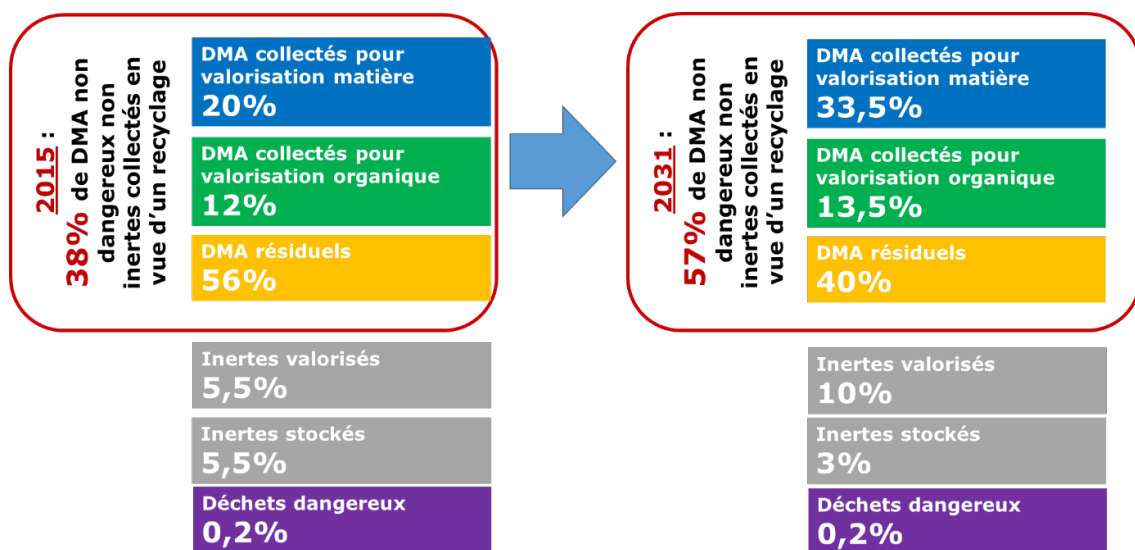 2015 :
38% de DMA non
dangereux non
inertes collectés en
vue d’un recyclage
DMA collectés pour
valorisation matière
20%
DMA collectés pour
valorisation organique
12%
DMA résiduels
56%
Inertes valorisés
5,5%
Inertes stockés
5,5%
Déchets dangereux
0,2%
2031 :
57% de DMA non
dangereux non
inertes collectés en
vue d’un recyclage
DMA collectés pour
valorisation matière
33,5%
DMA collectés pour
valorisation organique
13,5%
DMA résiduels
40%
Inertes valorisés
10%
Inertes stockés
3%
Déchets dangereux
0,2%